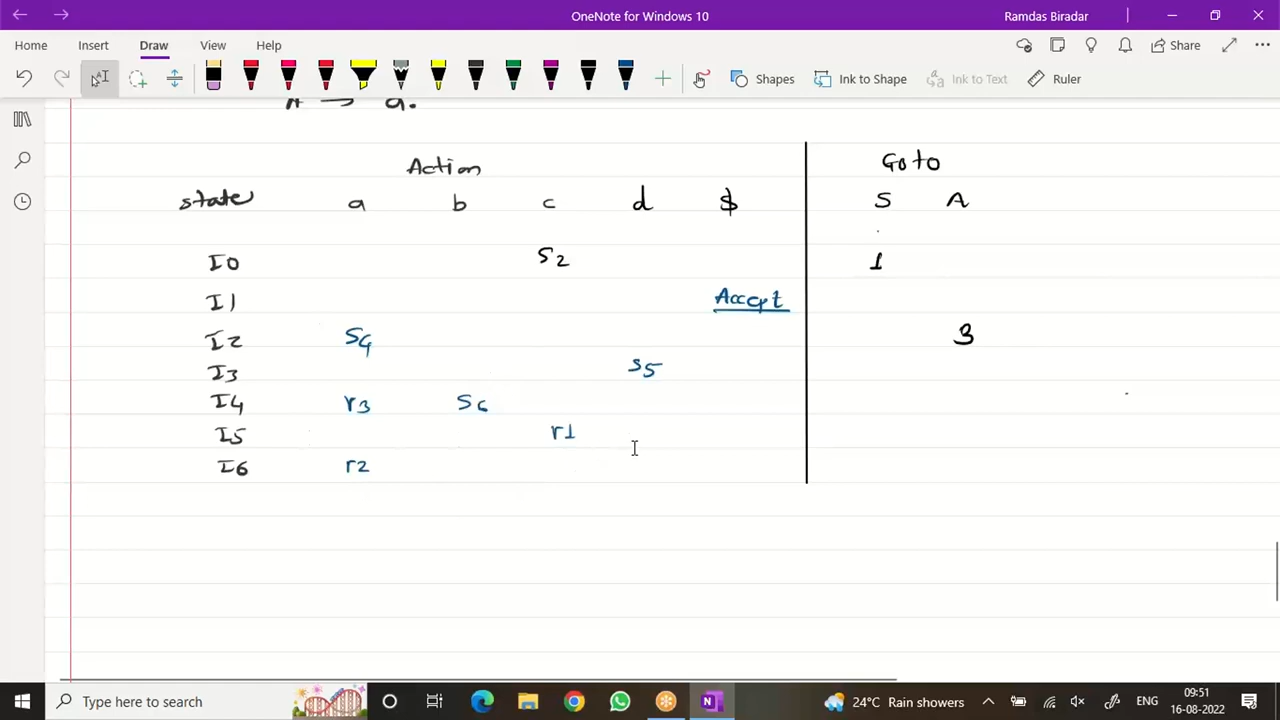 OneNote for Windows 10
Ramdas Biradar
Home Insert Draw View Help
Share
Shapes Ink to Shape Ink to Text Ruler
A → a.
Action Goto
state a b c d $ S A
I0 S2 1
I1 Accept
I2 S4 3
I3 S5
I4 r3 S6
I5 r1
I6 r2
Type here to search
24°C Rain showers ENG 09:51
16-08-2022